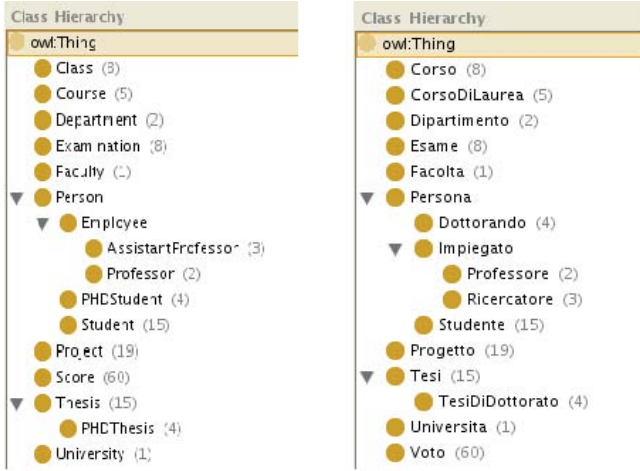 Class Hierarchy
owl:Thing
Class (8)
Course (5)
Department (2)
Examination (8)
Faculty (1)
Person
Employee
AssistantProfessor (3)
Professor (2)
PHDStudent (4)
Student (15)
Project (19)
Score (60)
Thesis (15)
PHDThesis (4)
University (1)
Class Hierarchy
owl:Thing
Corso (8)
CorsoDiLaurea (5)
Dipartimento (2)
Esame (8)
Facolta (1)
Persona
Dottorando (4)
Impiegato
Professore (2)
Ricercatore (3)
Studente (15)
Progetto (19)
Tesi (15)
TesiDiDottorato (4)
Universita (1)
Voto (60)